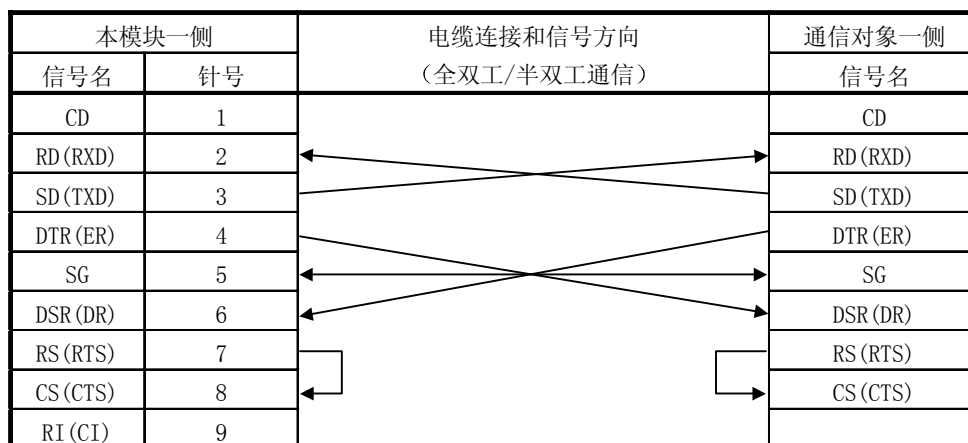 本模块一侧 电缆连接和信号方向 通信对象一侧
信号名 针号 （全双工/半双工通信） 信号名
CD 1 CD
RD(RXD) 2 RD(RXD)
SD(TXD) 3 SD(TXD)
DTR(ER) 4 DTR(ER)
SG 5 SG
DSR(DR) 6 DSR(DR)
RS(RTS) 7 RS(RTS)
CS(CTS) 8 CS(CTS)
RI(CI) 9